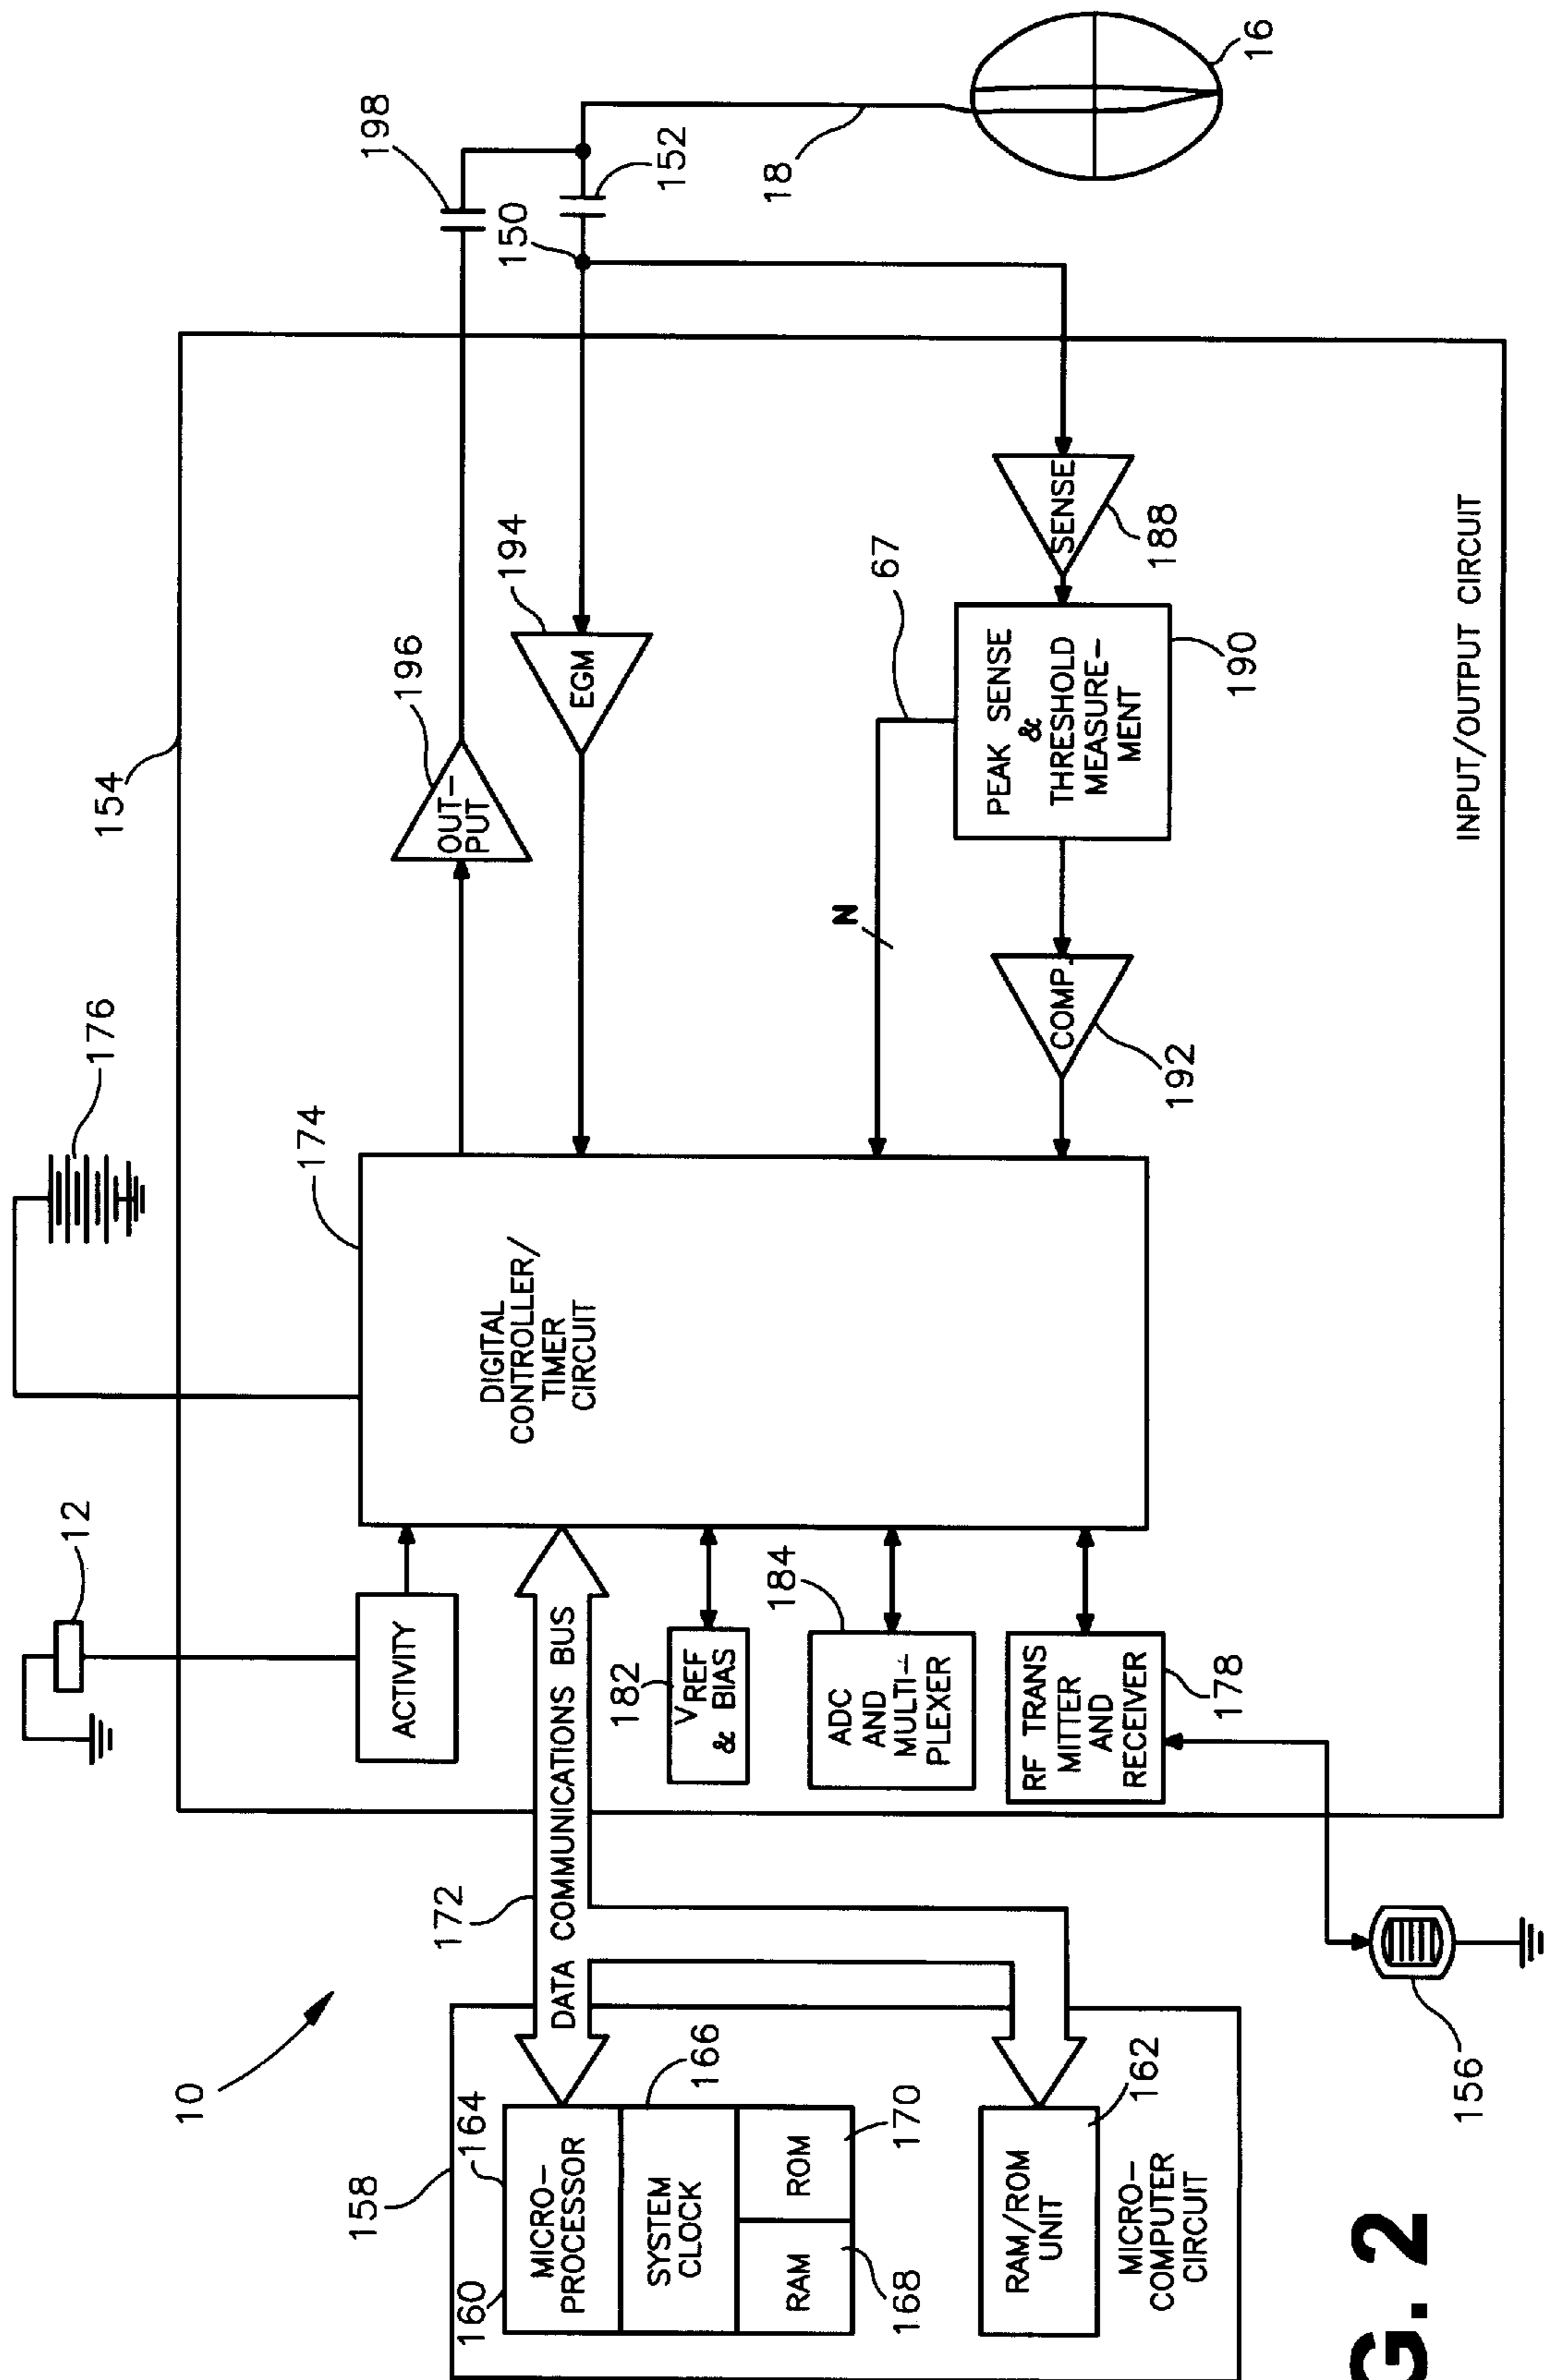 10
12
176
154
ACTIVITY
174
DIGITAL
CONTROLLER/
TIMER
CIRCUIT
196
OUT-
PUT
194
EGM
198
150
152
18
16
158
160
164
MICRO-
PROCESSOR
166
SYSTEM
CLOCK
RAM
ROM
168
170
RAM/ROM
UNIT
162
MICRO-
COMPUTER
CIRCUIT
172
DATA COMMUNICATIONS BUS
182
VREF
& BIAS
184
ADC
AND
MULTI-
PLEXER
RF TRANS
MITTER
AND
RECEIVER
178
156
N
67
COMP.
192
PEAK SENSE
&
THRESHOLD
MEASURE-
MENT
190
SENSE
188
INPUT/OUTPUT CIRCUIT
G. 2